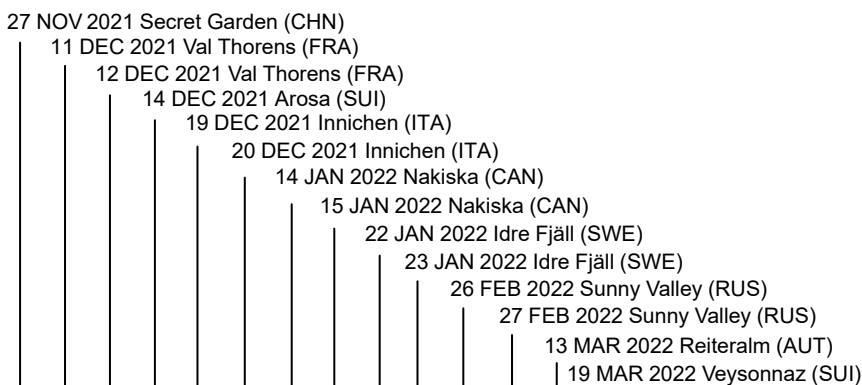 27 NOV 2021 Secret Garden (CHN)
11 DEC 2021 Val Thorens (FRA)
12 DEC 2021 Val Thorens (FRA)
14 DEC 2021 Arosa (SUI)
19 DEC 2021 Innichen (ITA)
20 DEC 2021 Innichen (ITA)
14 JAN 2022 Nakiska (CAN)
15 JAN 2022 Nakiska (CAN)
22 JAN 2022 Idre Fjäll (SWE)
23 JAN 2022 Idre Fjäll (SWE)
26 FEB 2022 Sunny Valley (RUS)
27 FEB 2022 Sunny Valley (RUS)
13 MAR 2022 Reiteralm (AUT)
19 MAR 2022 Veysonnaz (SUI)